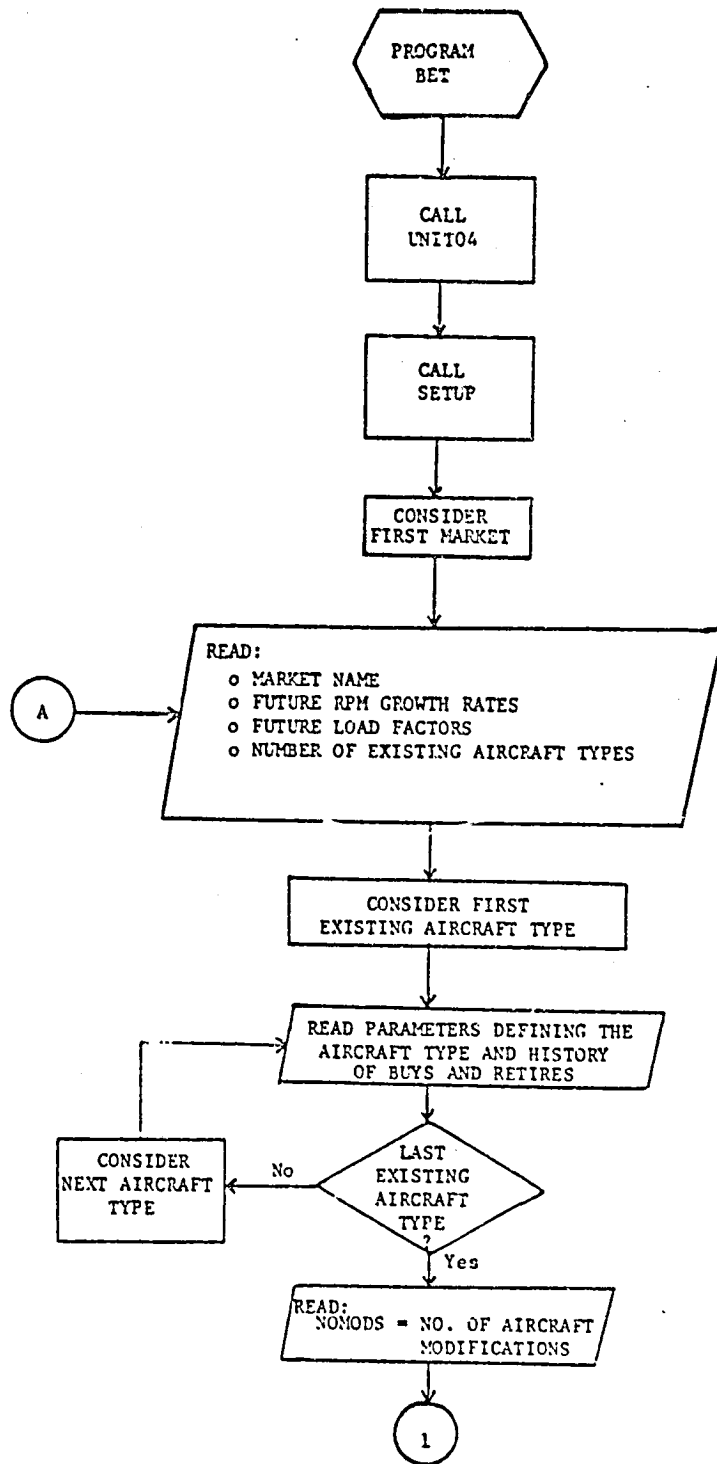 PROGRAM
BET
CALL
UNIT04
CALL
SETUP
CONSIDER
FIRST MARKET
A
READ:
o MARKET NAME
o FUTURE RPM GROWTH RATES
o FUTURE LOAD FACTORS
o NUMBER OF EXISTING AIRCRAFT TYPES
CONSIDER FIRST
EXISTING AIRCRAFT TYPE
READ PARAMETERS DEFINING THE
AIRCRAFT TYPE AND HISTORY
OF BUYS AND RETIRES
LAST
EXISTING
AIRCRAFT
TYPE
?
No
CONSIDER
NEXT AIRCRAFT
TYPE
Yes
READ:
NOMODS = NO. OF AIRCRAFT
MODIFICATIONS
1